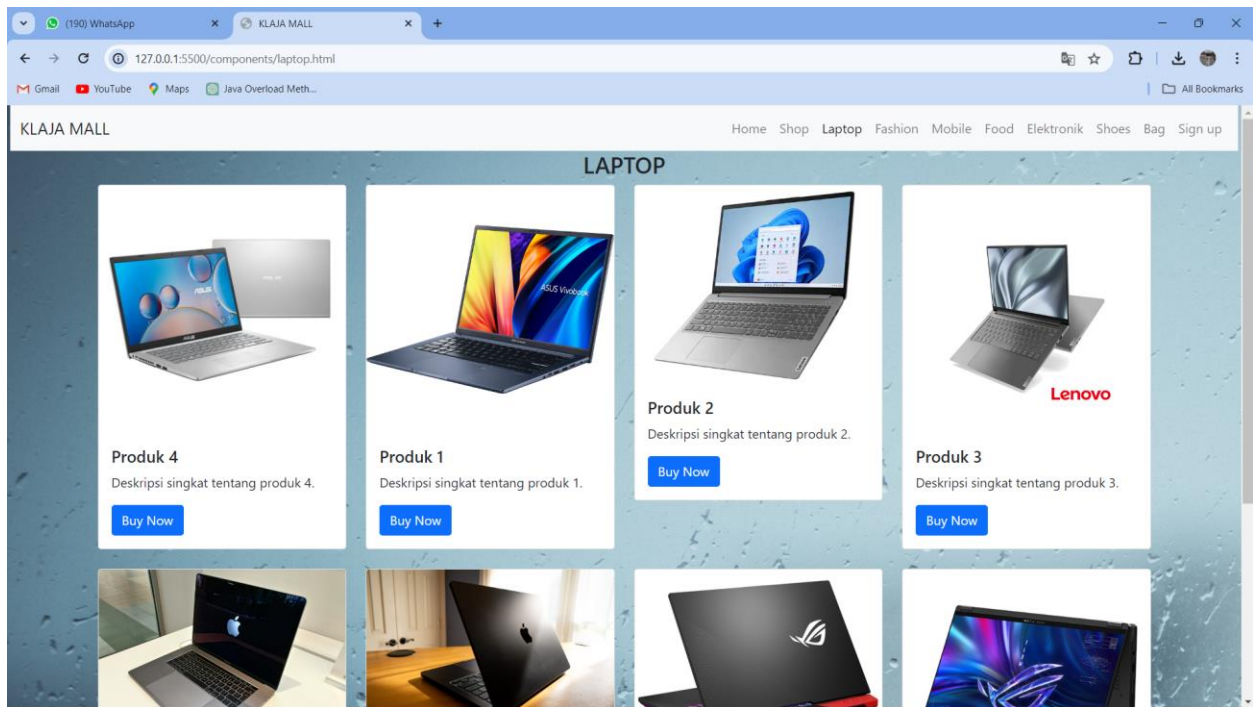 (190) WhatsApp
KLAJA MALL
127.0.0.1:5500/components/laptop.html
Gmail YouTube Maps Java Overload Meth...
All Bookmarks
KLAJA MALL
Home Shop Laptop Fashion Mobile Food Elektronik Shoes Bag Sign up
LAPTOP
ASUS Vivobook
Lenovo
Produk 4
Deskripsi singkat tentang produk 4.
Buy Now
Produk 1
Deskripsi singkat tentang produk 1.
Buy Now
Produk 2
Deskripsi singkat tentang produk 2.
Buy Now
Produk 3
Deskripsi singkat tentang produk 3.
Buy Now